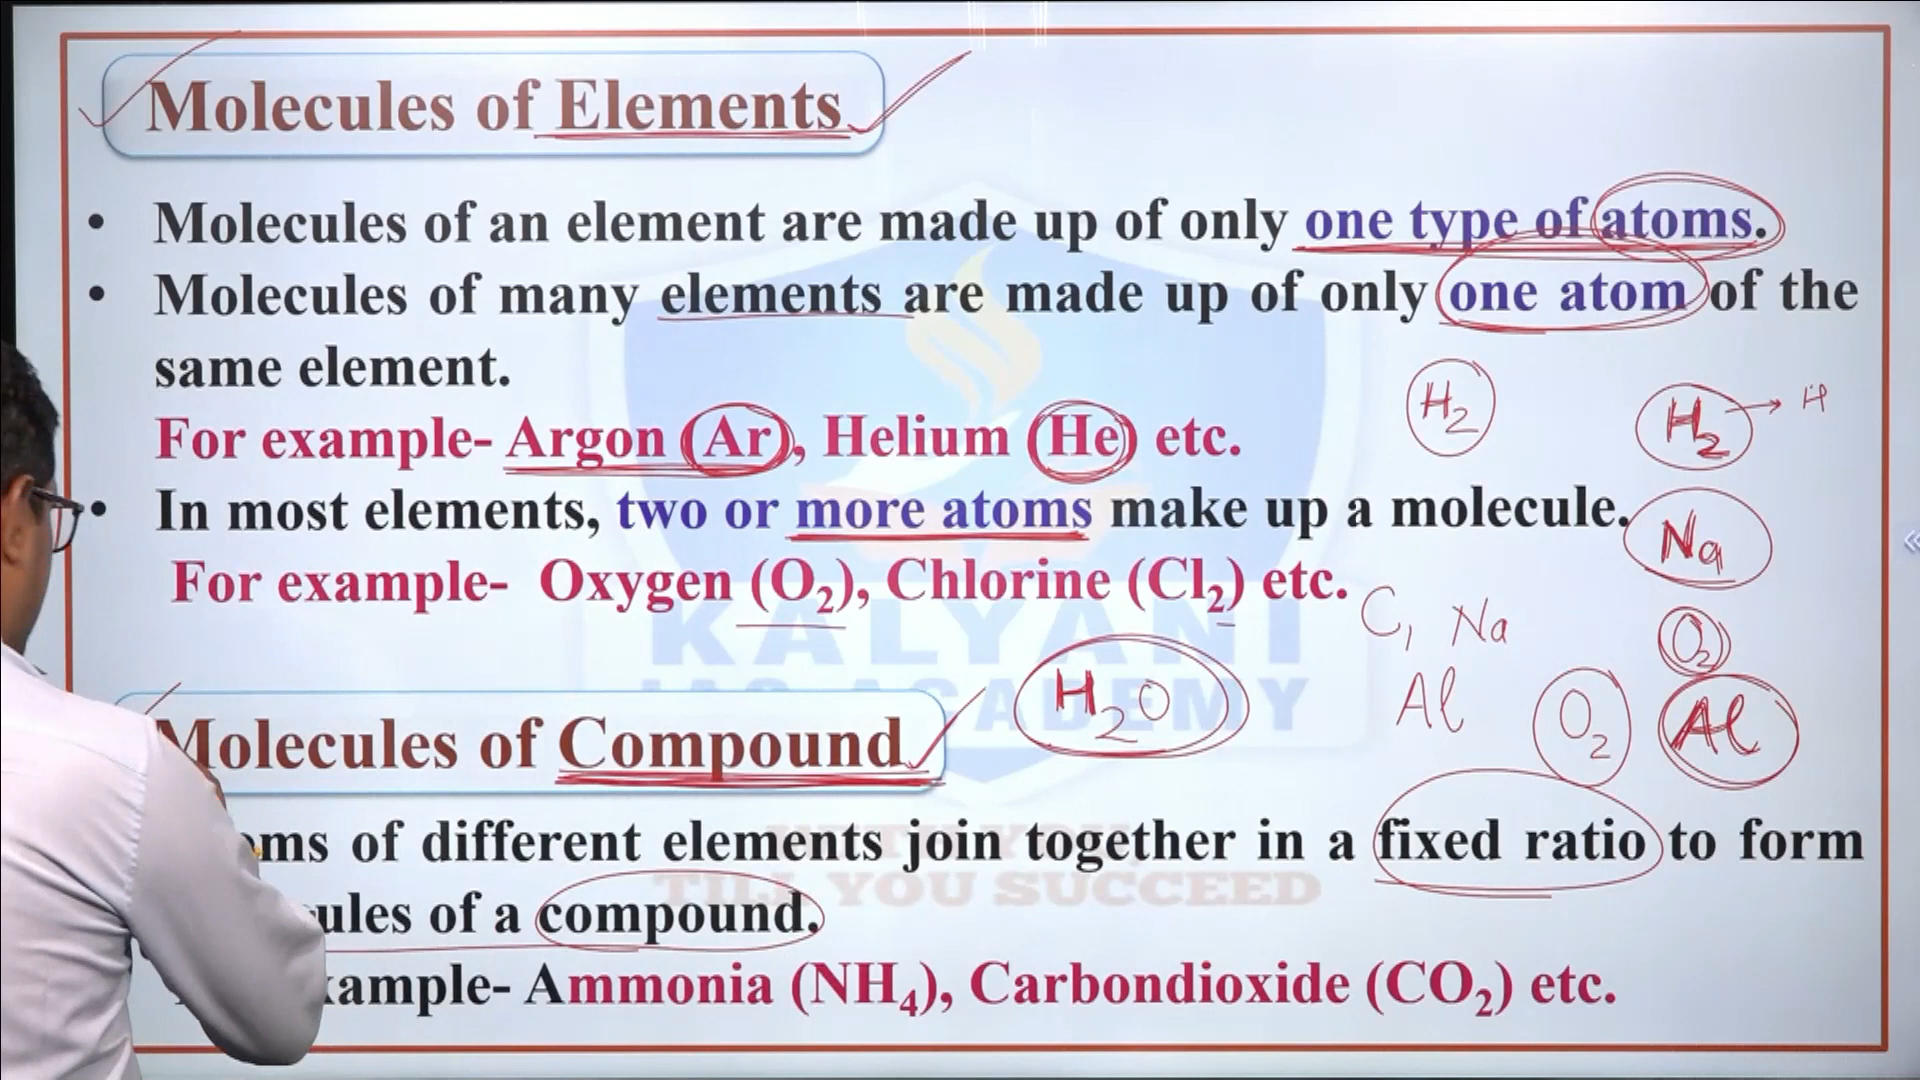 Molecules of Elements
• Molecules of an element are made up of only one type of atoms.
• Molecules of many elements are made up of only one atom of the
same element.
For example- Argon (Ar), Helium (He) etc.
H₂
H₂ → H
• In most elements, two or more atoms make up a molecule.
Na
For example- Oxygen (O₂), Chlorine (Cl₂) etc.
C, Na
O₂
KALYANI
IAS ACADEMY
H₂O
Al
O₂
Al
Molecules of Compound
oms of different elements join together in a fixed ratio to form
ules of a compound.
TILL YOU SUCCEED
xample- Ammonia (NH₄), Carbondioxide (CO₂) etc.